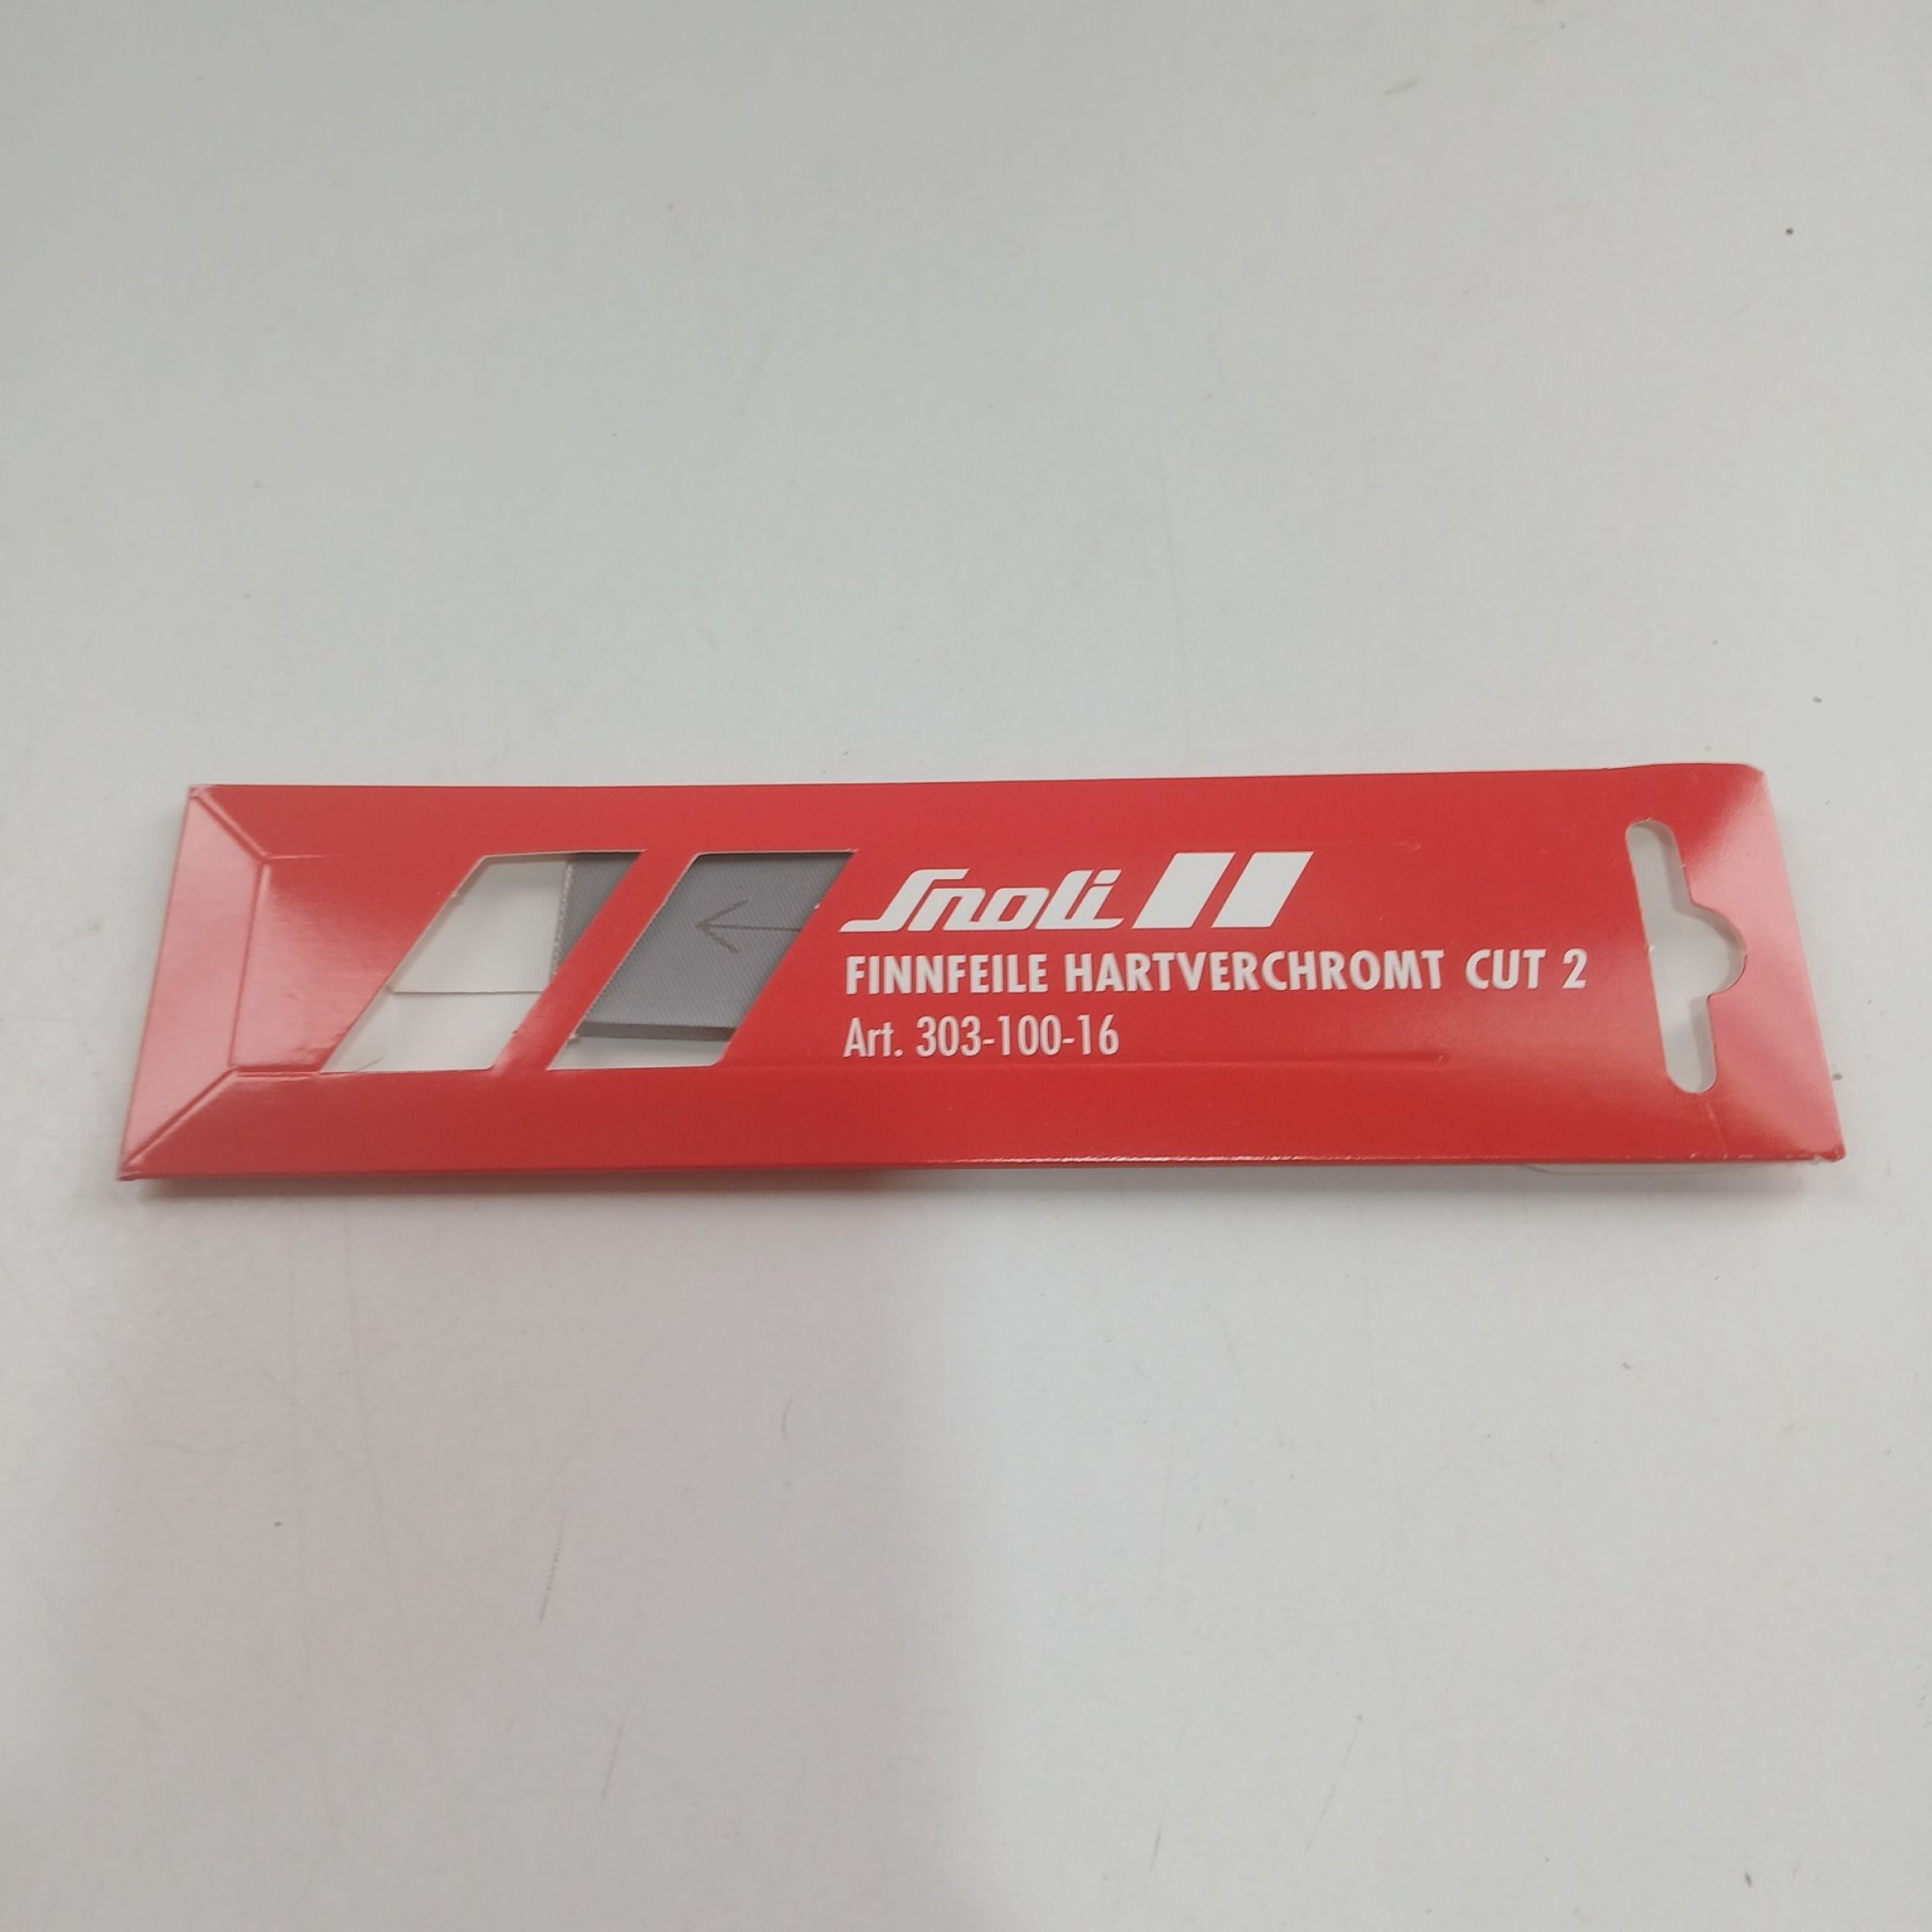 Snoli
FINNFEILE HARTVERCHROMT CUT 2
Art. 303-100-16